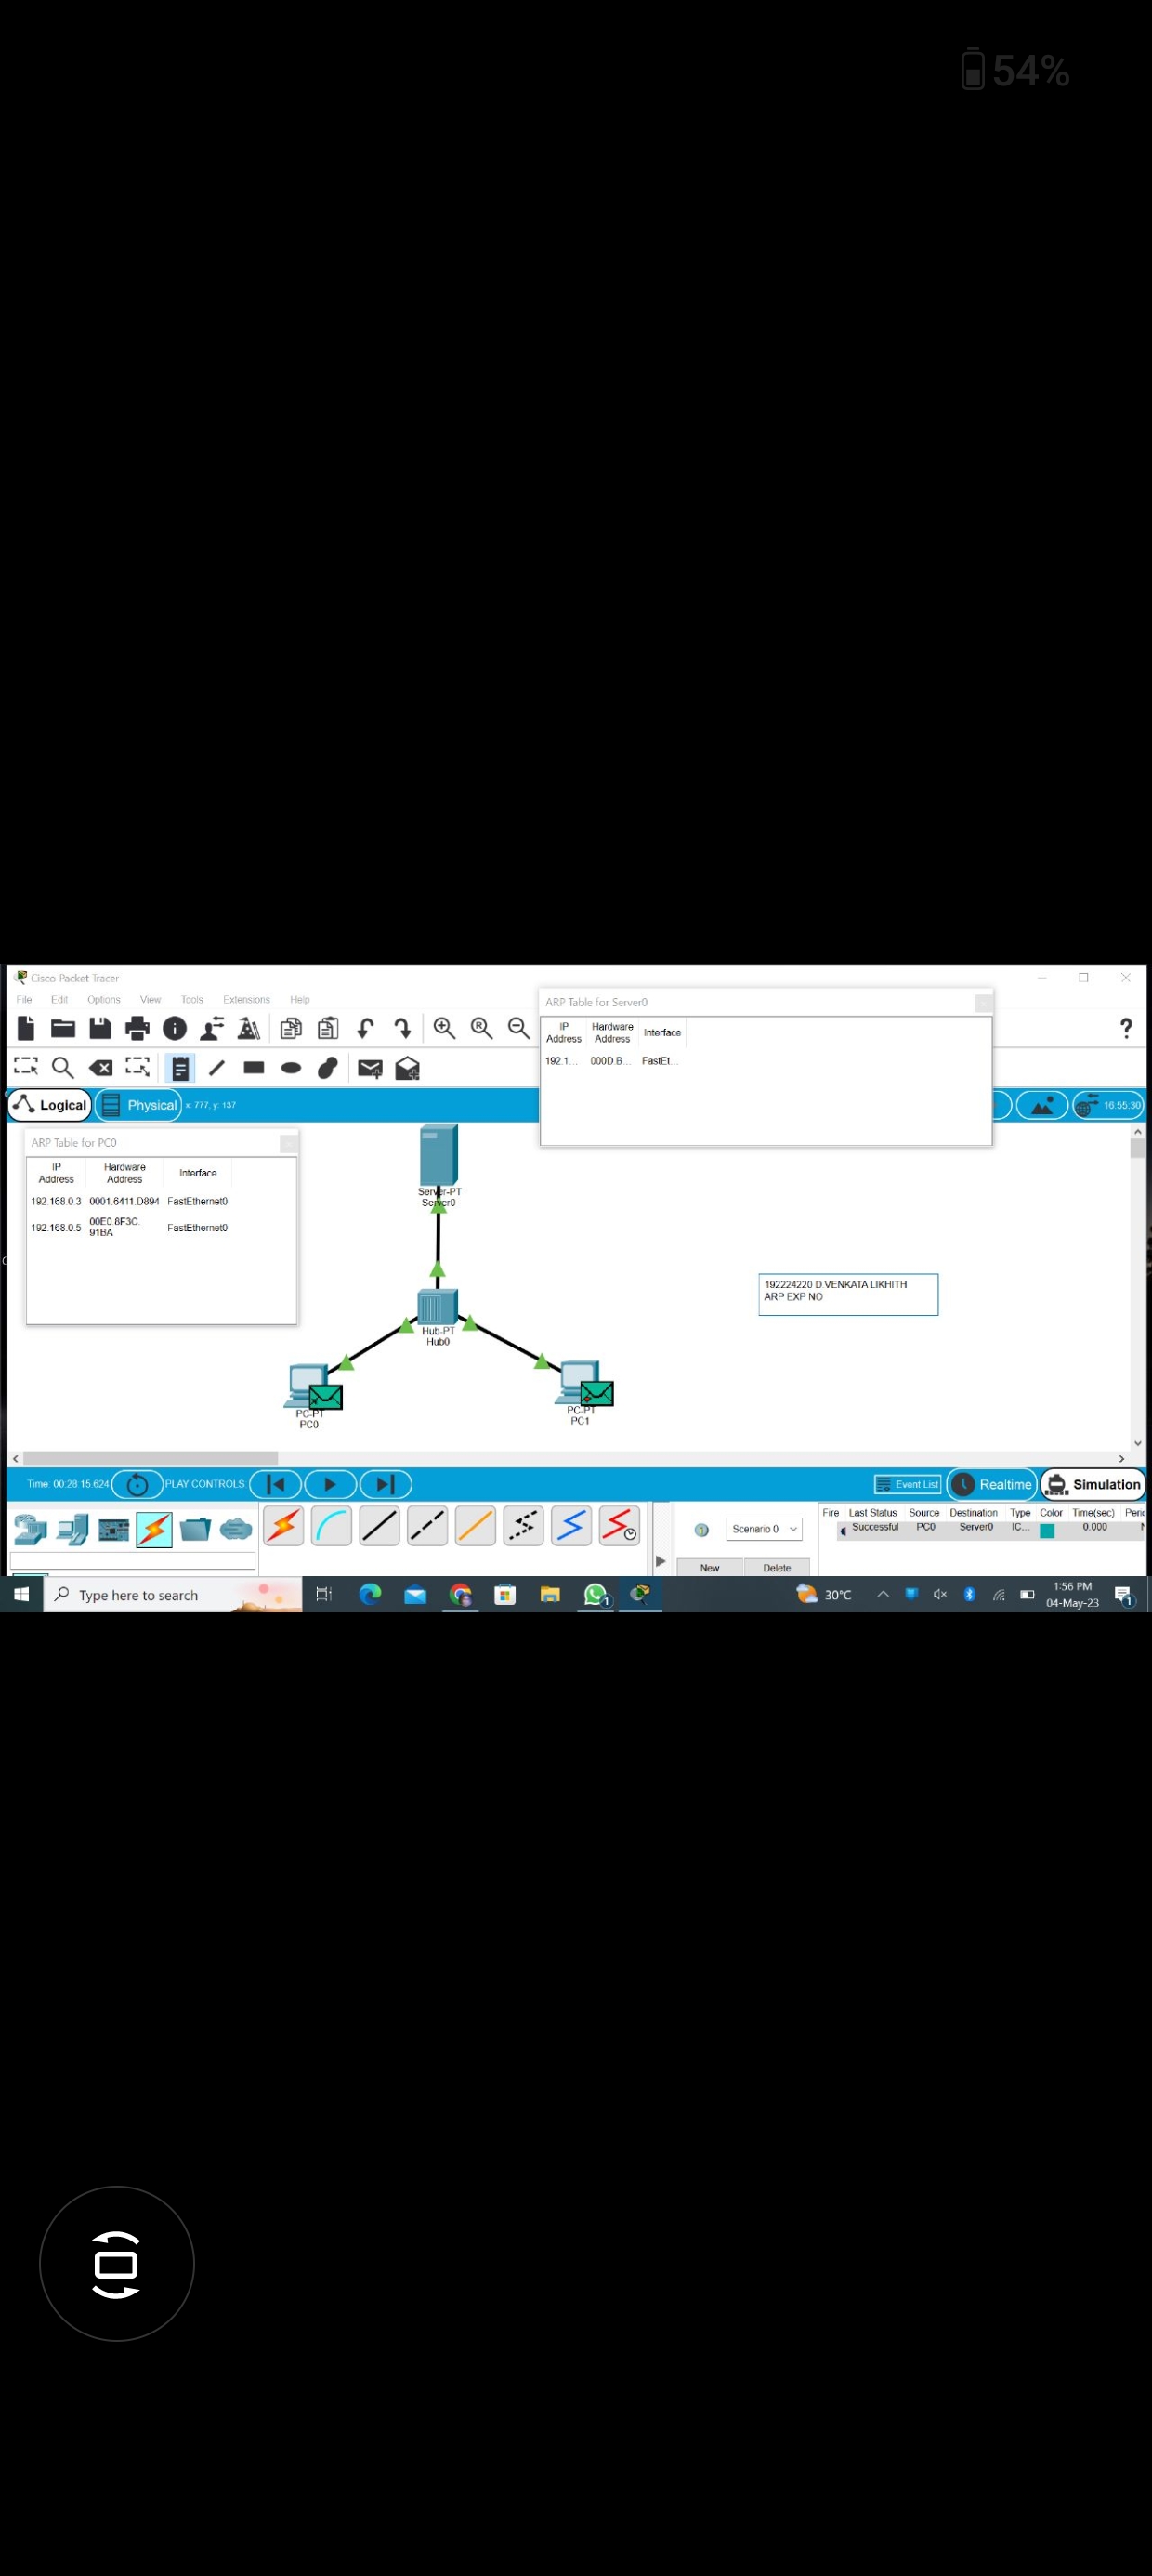 54%
Cisco Packet Tracer
File Edit Options View Tools Extensions Help
ARP Table for Server0
IP Address Hardware Address Interface
192.1... 000D.B... FastEt...
Logical Physical x: 777, y: 137
16:55:30
ARP Table for PC0
IP Address Hardware Address Interface
192.168.0.3 0001.6411.D894 FastEthernet0
192.168.0.5 00E0.8F3C.91BA FastEthernet0
Server-PT
Server0
192224220 D.VENKATA LIKHITH
ARP EXP NO
Hub-PT
Hub0
PC-PT
PC0
PC-PT
PC1
Time: 00:28:15.624 PLAY CONTROLS
Event List Realtime Simulation
Scenario 0
New Delete
Fire Last Status Source Destination Type Color Time(sec) Peri
Successful PC0 Server0 IC... 0.000
Type here to search
30°C
1:56 PM
04-May-23